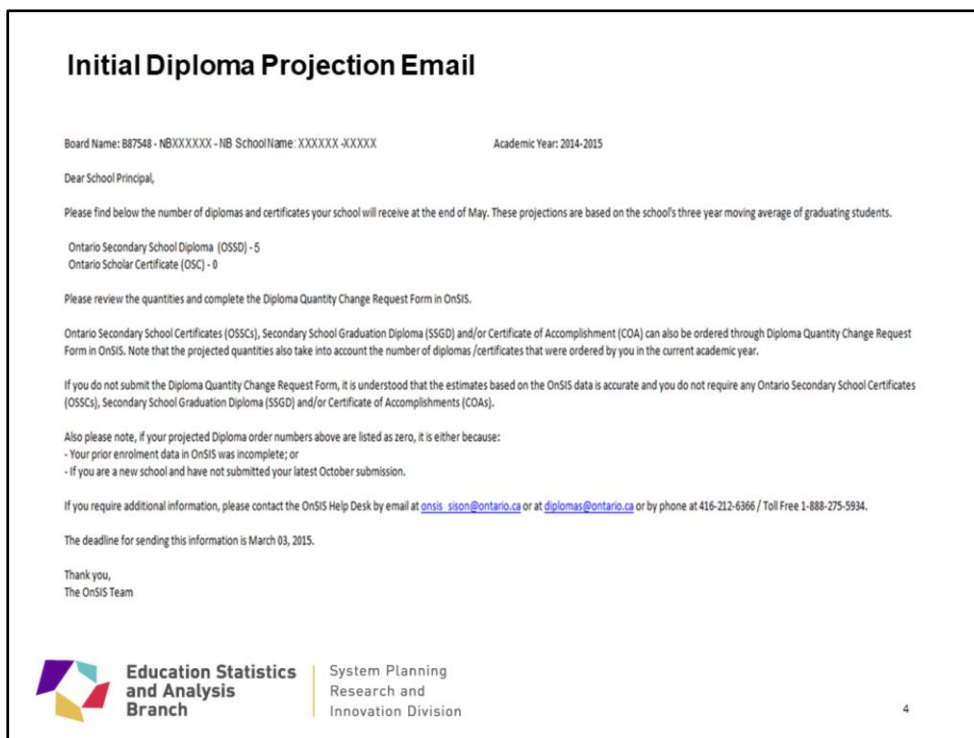 Initial Diploma Projection Email
Board Name: B87548 - NBXXXXXX - NB SchoolName: XXXXXX -XXXXX Academic Year: 2014-2015
Dear School Principal,
Please find below the number of diplomas and certificates your school will receive at the end of May. These projections are based on the school's three year moving average of graduating students.
Ontario Secondary School Diploma (OSSD) - 5
Ontario Scholar Certificate (OSC) - 0
Please review the quantities and complete the Diploma Quantity Change Request Form in OnSIS.
Ontario Secondary School Certificates (OSSCs), Secondary School Graduation Diploma (SSGD) and/or Certificate of Accomplishment (COA) can also be ordered through Diploma Quantity Change Request
Form in OnSIS. Note that the projected quantities also take into account the number of diplomas /certificates that were ordered by you in the current academic year.
If you do not submit the Diploma Quantity Change Request Form, it is understood that the estimates based on the OnSIS data is accurate and you do not require any Ontario Secondary School Certificates
(OSSCs), Secondary School Graduation Diploma (SSGD) and/or Certificate of Accomplishments (COAs).
Also please note, if your projected Diploma order numbers above are listed as zero, it is either because:
- Your prior enrolment data in OnSIS was incomplete; or
- If you are a new school and have not submitted your latest October submission.
If you require additional information, please contact the OnSIS Help Desk by email at onsis_sison@ontario.ca or at diplomas@ontario.ca or by phone at 416-212-6366 / Toll Free 1-888-275-5934.
The deadline for sending this information is March 03, 2015.
Thank you,
The OnSIS Team
Education Statistics
and Analysis
Branch
System Planning
Research and
Innovation Division
4